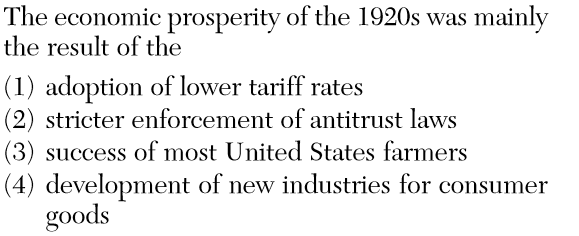 The economic prosperity of the 1920s was mainly
the result of the
(1) adoption of lower tariff rates
(2) stricter enforcement of antitrust laws
(3) success of most United States farmers
(4) development of new industries for consumer
goods